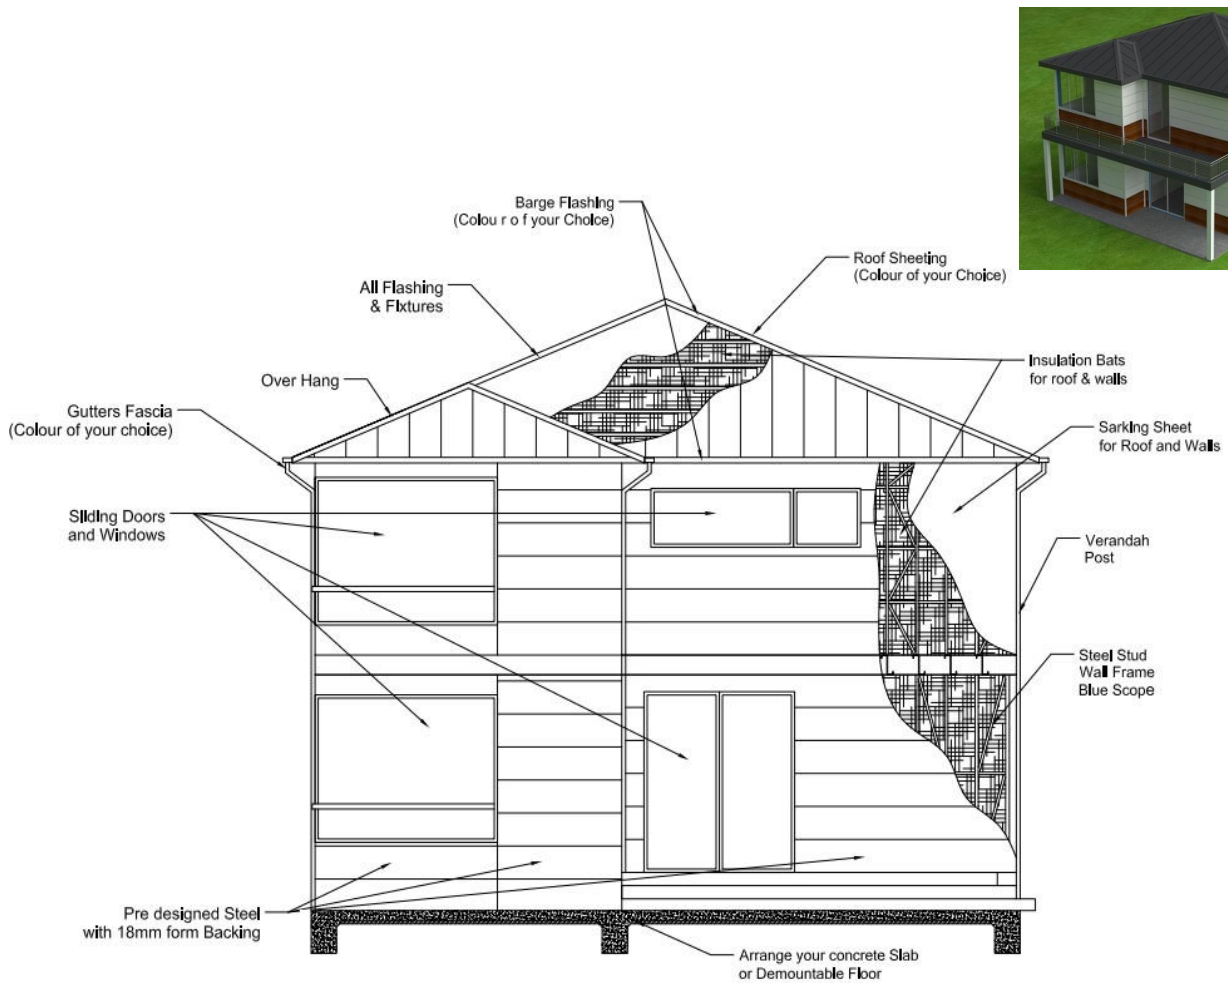 Barge Flashing
(Colou r o f your Choice)
Roof Sheeting
(Colour of your Choice)
All Flashing
& Fixtures
Insulation Bats
for roof & walls
Over Hang
Gutters Fascia
(Colour of your choice)
Sarking Sheet
for Roof and Walls
Sliding Doors
and Windows
Verandah
Post
Steel Stud
Wall Frame
Blue Scope
Pre designed Steel
with 18mm form Backing
Arrange your concrete Slab
or Demountable Floor